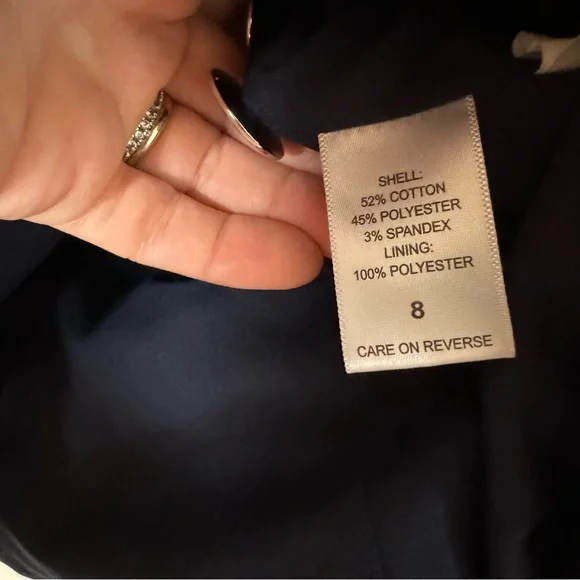 SHELL:
52% COTTON
45% POLYESTER
3% SPANDEX
LINING:
100% POLYESTER
8
CARE ON REVERSE